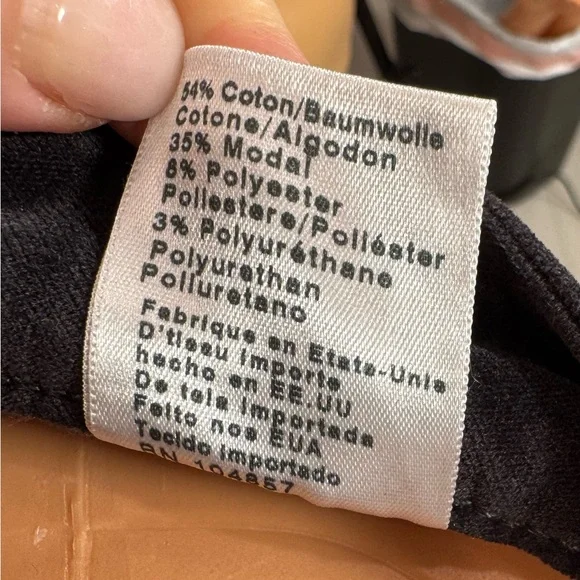 54% Coton/Baumwolle
Cotone/Algodon
35% Modal
8% Polyester
Poliestere/Poliéster
3% Polyuréthane
Polyurathan
Poliuretano
Fabrique en Etats-Unis
D'tissu importe
hecho en EE.UU
De tela importada
Feito nos EUA
Tecido importado
RN 104857